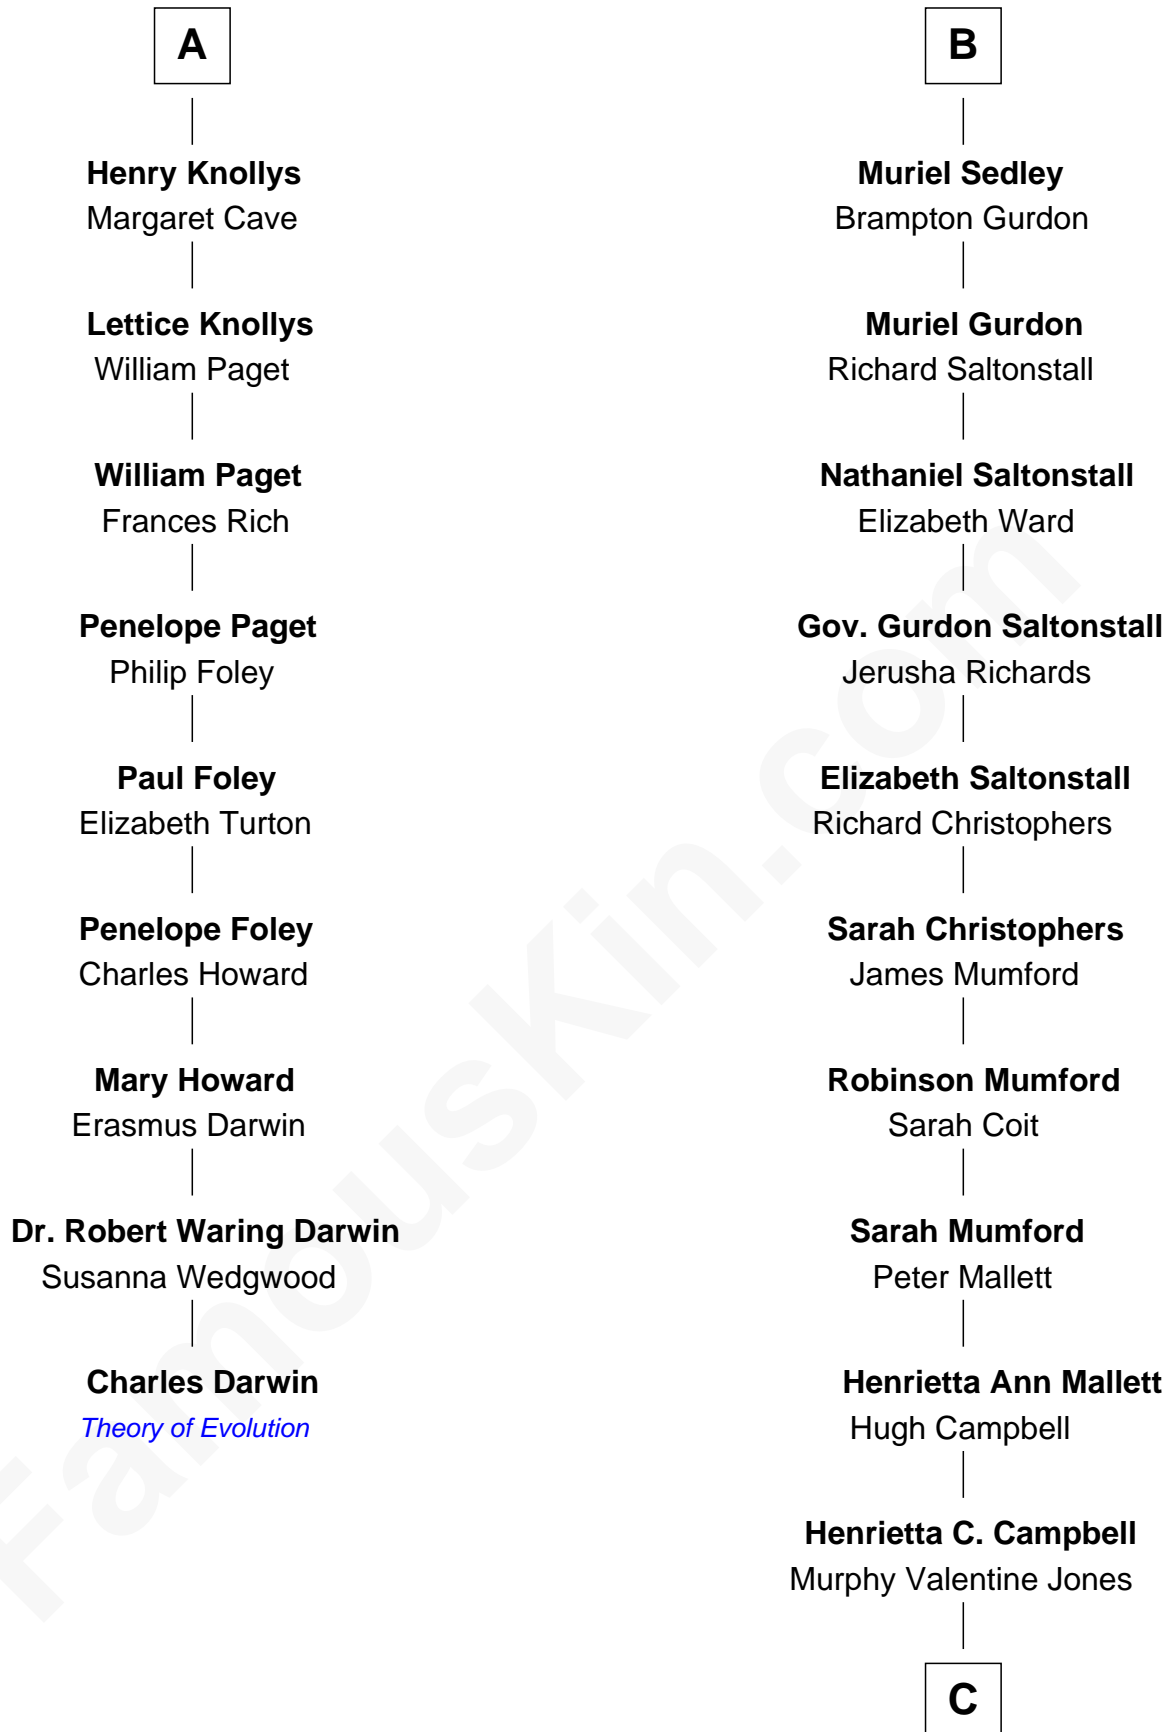 A
Henry Knollys
Margaret Cave
Lettice Knollys
William Paget
William Paget
Frances Rich
Penelope Paget
Philip Foley
Paul Foley
Elizabeth Turton
Penelope Foley
Charles Howard
Mary Howard
Erasmus Darwin
Dr. Robert Waring Darwin
Susanna Wedgwood
Charles Darwin
Theory of Evolution
B
Muriel Sedley
Brampton Gurdon
Muriel Gurdon
Richard Saltonstall
Nathaniel Saltonstall
Elizabeth Ward
Gov. Gurdon Saltonstall
Jerusha Richards
Elizabeth Saltonstall
Richard Christophers
Sarah Christophers
James Mumford
Robinson Mumford
Sarah Coit
Sarah Mumford
Peter Mallett
Henrietta Ann Mallett
Hugh Campbell
Henrietta C. Campbell
Murphy Valentine Jones
C
FamousKin.com